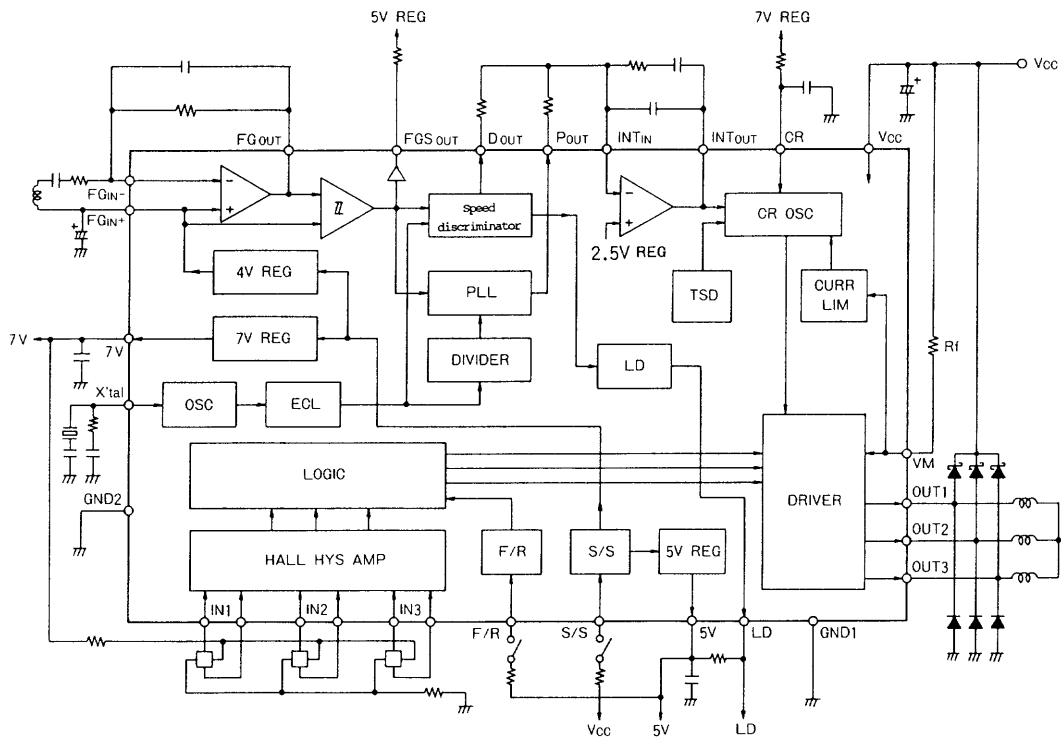 5V REG
7V REG
Vcc
+
FGOUT
FGSOUT
DOUT
POUT
INTIN
INTOUT
CR
Vcc
FGIN-
FGIN+
+
-
+
Speed
discriminator
-
+
2.5V REG
CR OSC
4V REG
PLL
TSD
CURR
LIM
7V
7V
7V REG
DIVIDER
LD
Rf
X'tal
OSC
ECL
VM
LOGIC
DRIVER
OUT1
GND2
OUT2
HALL HYS AMP
F/R
S/S
5V REG
OUT3
IN1
IN2
IN3
F/R
S/S
5V
LD
GND1
Vcc
5V
LD